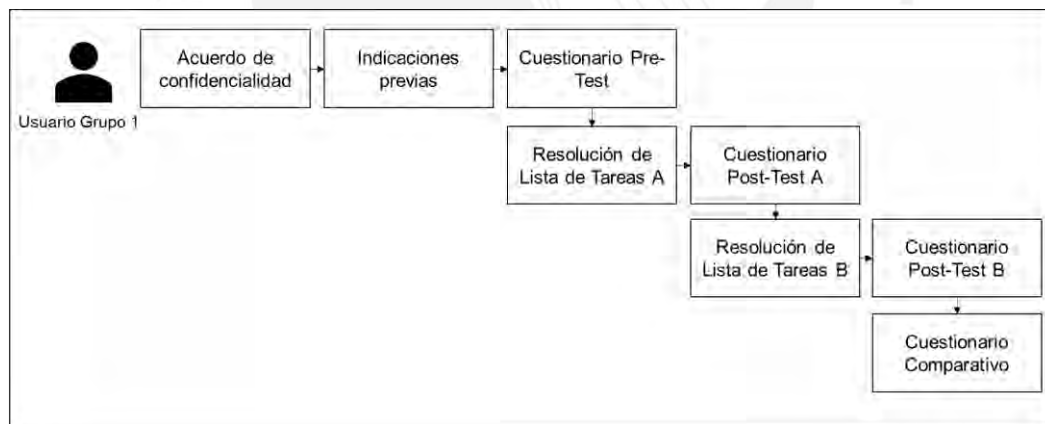 Acuerdo de
confidencialidad
Indicaciones
previas
Cuestionario Pre-
Test
Usuario Grupo 1
Resolución de
Lista de Tareas A
Cuestionario
Post-Test A
Resolución de
Lista de Tareas B
Cuestionario
Post-Test B
Cuestionario
Comparativo